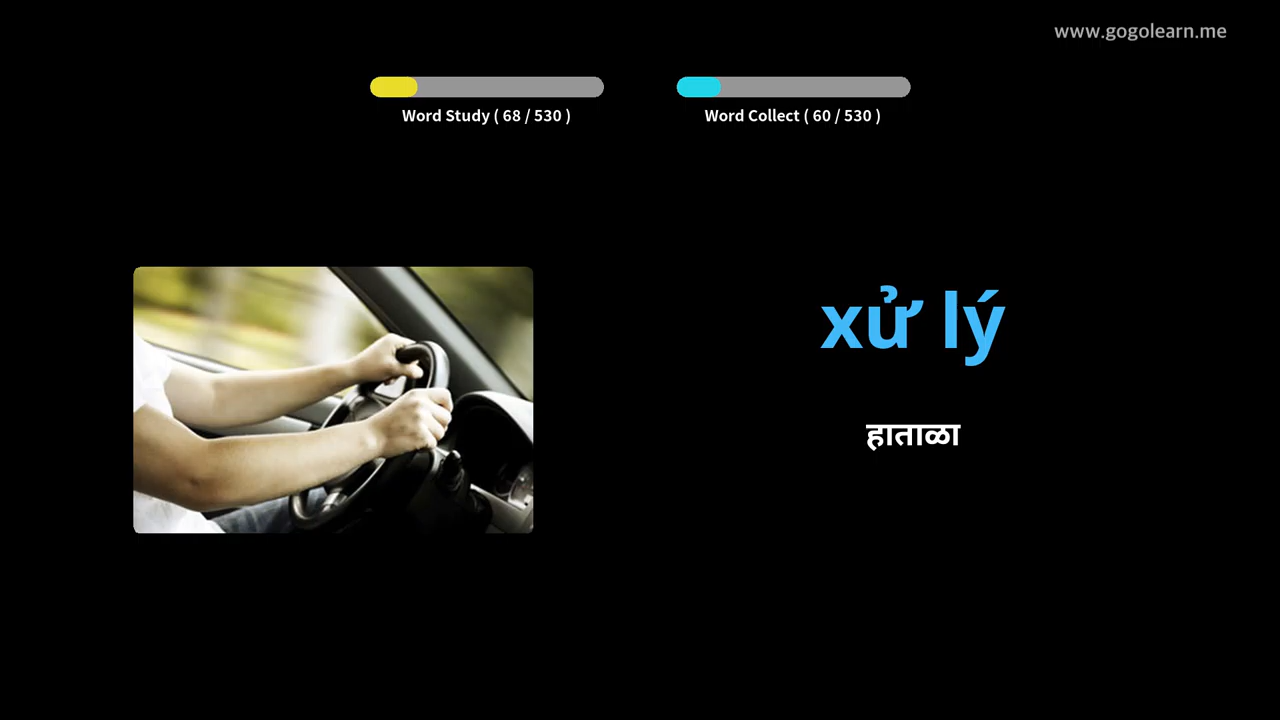 www.gogolearn.me
Word Study ( 68 / 530 )
Word Collect ( 60 / 530 )
xử lý
हाताळा